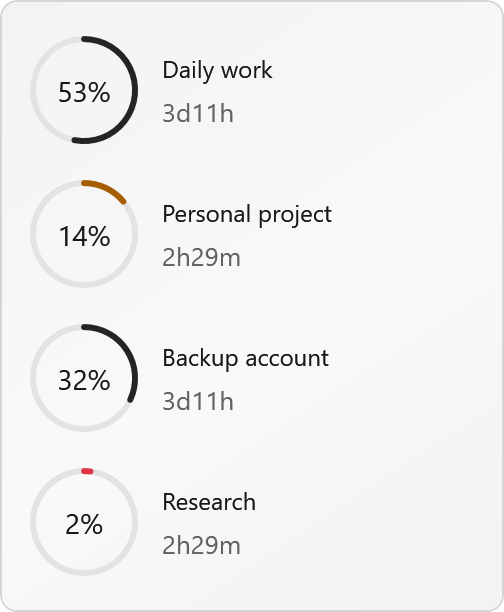 53%
Daily work
3d11h
14%
Personal project
2h29m
32%
Backup account
3d11h
2%
Research
2h29m